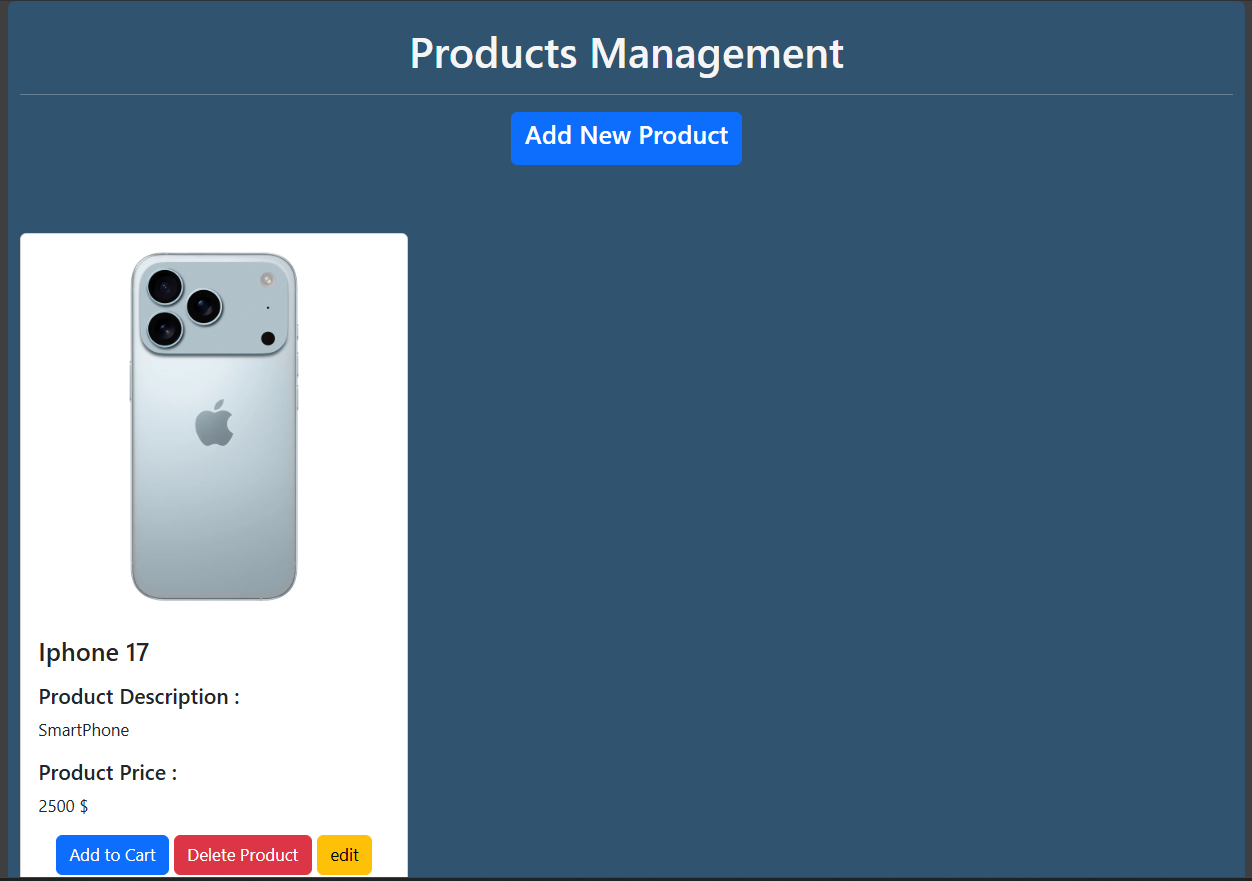 Products Management
Add New Product
Iphone 17
Product Description :
SmartPhone
Product Price :
2500 $
Add to Cart
Delete Product
edit